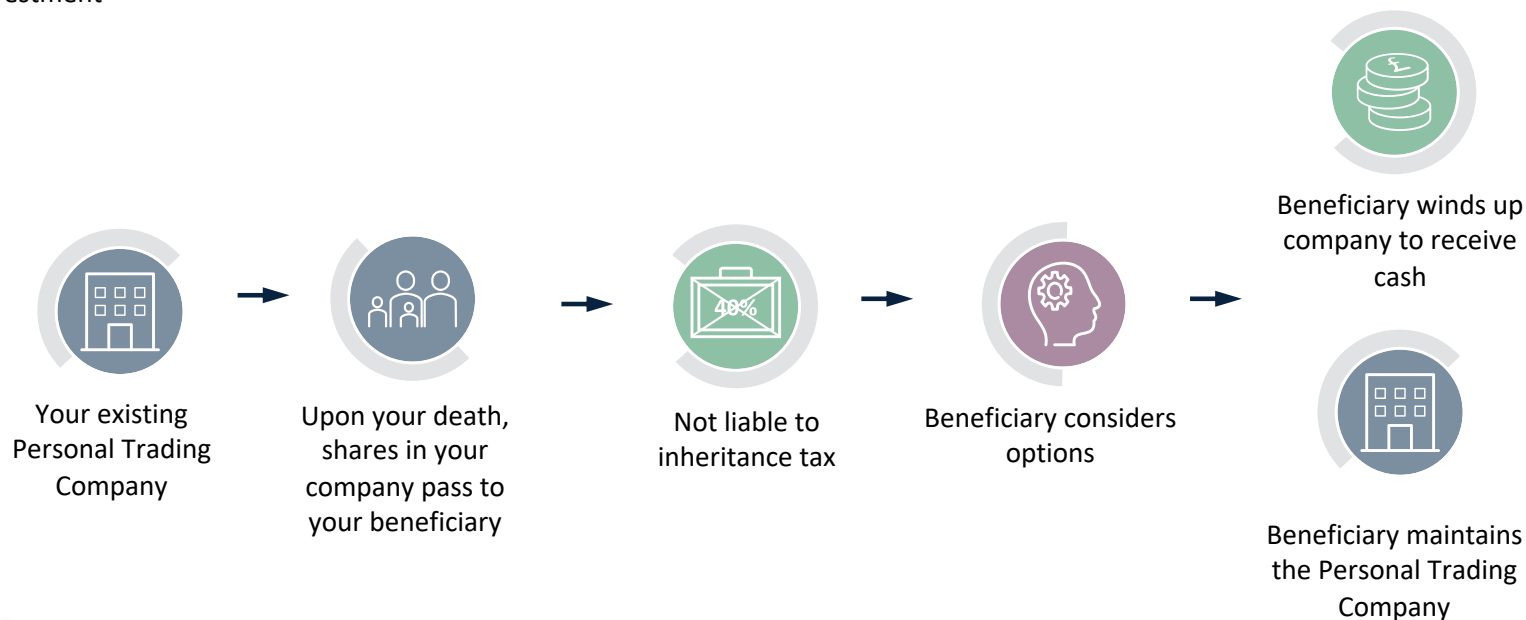 Your existing
Personal Trading
Company
Upon your death,
shares in your
company pass to
your beneficiary
40%
Not liable to
inheritance tax
Beneficiary considers
options
£
Beneficiary winds up
company to receive
cash
Beneficiary maintains
the Personal Trading
Company